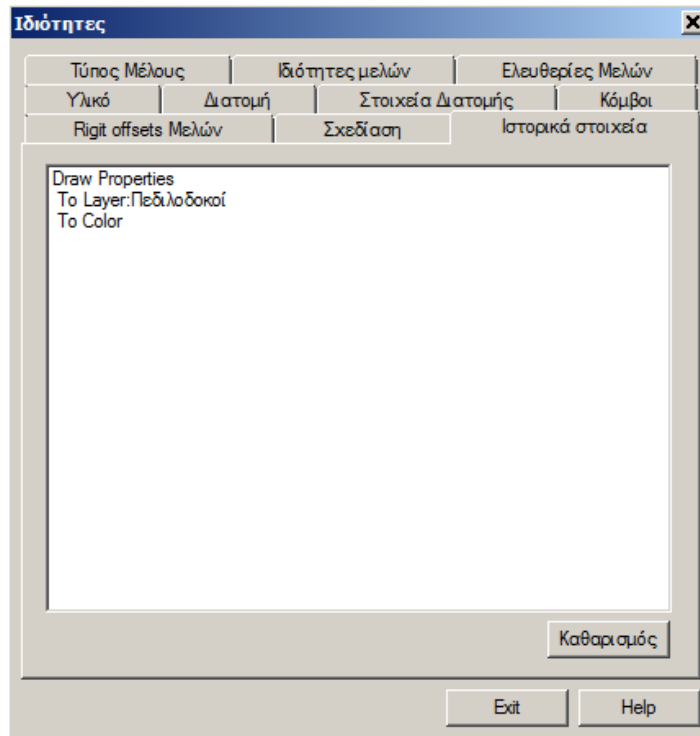 Ιδιότητες
Τύπος Μέλους Ιδιότητες μελών Ελευθερίες Μελών
Υλικό Διατομή Στοιχεία Διατομής Κόμβοι
Rigit offsets Μελών Σχεδίαση Ιστορικά στοιχεία
Draw Properties
To Layer:Πεδιλοδοκοί
To Color
Καθαρισμός
Exit Help